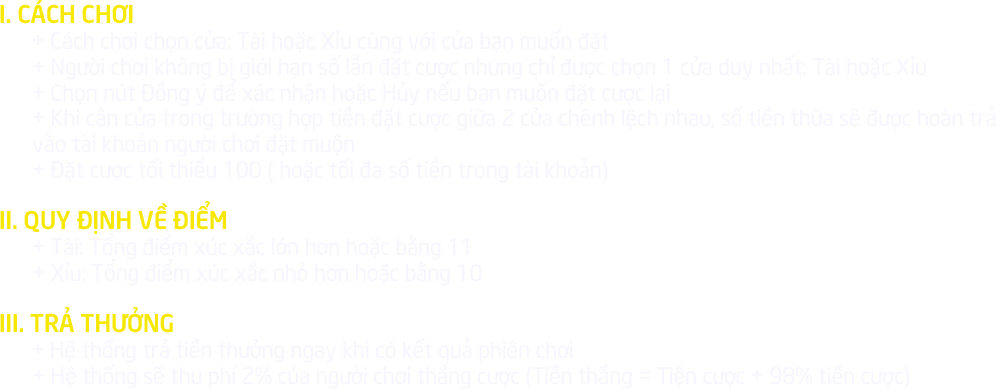 I. CÁCH CHƠI
+ Cách chơi chọn cửa: Tài hoặc Xỉu cùng với cửa bạn muốn đặt
+ Người chơi không bị giới hạn số lần đặt cược nhưng chỉ được chọn 1 cửa duy nhất: Tài hoặc Xỉu
+ Chọn nút Đồng ý để xác nhận hoặc Hủy nếu bạn muốn đặt cược lại
+ Khi cân cửa trong trường hợp tiền đặt cược giữa 2 cửa chênh lệch nhau, số tiền thừa sẽ được hoàn trả
vào tài khoản người chơi đặt muộn
+ Đặt cược tối thiểu 100 ( hoặc tối đa số tiền trong tài khoản)
II. QUY ĐỊNH VỀ ĐIỂM
+ Tài: Tổng điểm xúc xắc lớn hơn hoặc bằng 11
+ Xỉu: Tổng điểm xúc xắc nhỏ hơn hoặc bằng 10
III. TRẢ THƯỞNG
+ Hệ thống trả tiền thưởng ngay khi có kết quả phiên chơi
+ Hệ thống sẽ thu phí 2% của người chơi thắng cược (Tiền thắng = Tiện cược + 98% tiền cược)